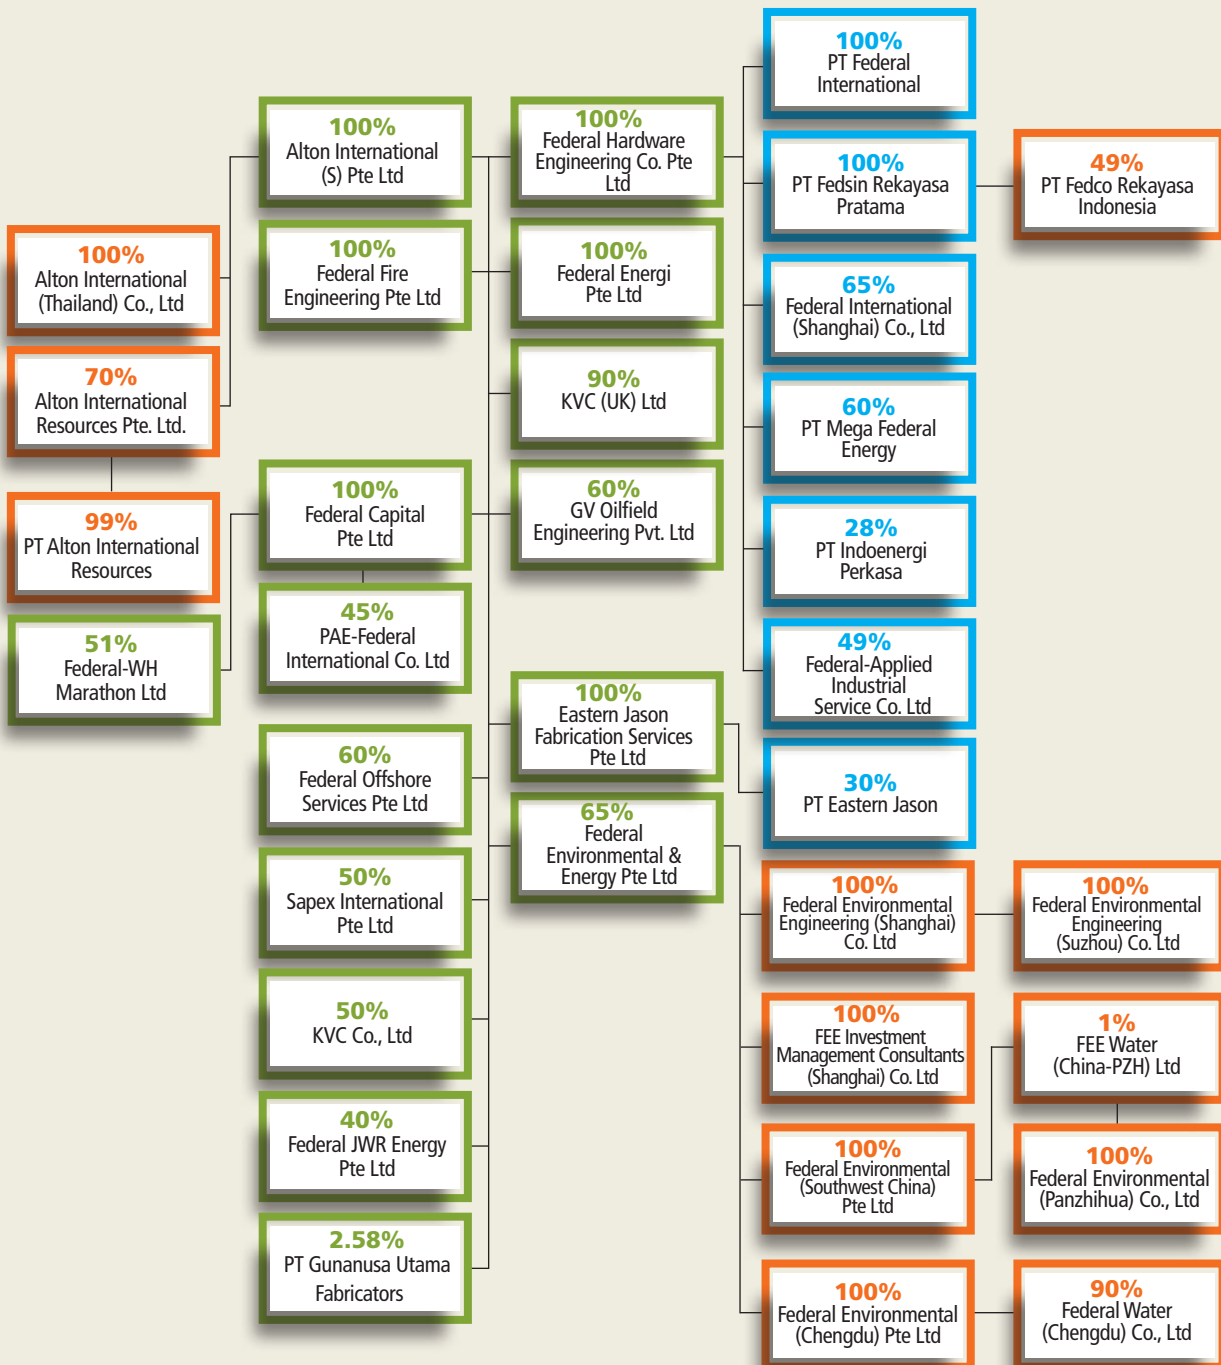 100%
Alton International
(Thailand) Co., Ltd
70%
Alton International
Resources Pte. Ltd.
99%
PT Alton International
Resources
51%
Federal-WH
Marathon Ltd
100%
Alton International
(S) Pte Ltd
100%
Federal Fire
Engineering Pte Ltd
100%
Federal Capital
Pte Ltd
45%
PAE-Federal
International Co. Ltd
60%
Federal Offshore
Services Pte Ltd
50%
Sapex International
Pte Ltd
50%
KVC Co., Ltd
40%
Federal JWR Energy
Pte Ltd
2.58%
PT Gunanusa Utama
Fabricators
100%
Federal Hardware
Engineering Co. Pte
Ltd
100%
Federal Energi
Pte Ltd
90%
KVC (UK) Ltd
60%
GV Oilfield
Engineering Pvt. Ltd
100%
Eastern Jason
Fabrication Services
Pte Ltd
65%
Federal
Environmental &
Energy Pte Ltd
100%
PT Federal
International
100%
PT Fedsin Rekayasa
Pratama
65%
Federal International
(Shanghai) Co., Ltd
60%
PT Mega Federal
Energy
28%
PT Indoenergi
Perkasa
49%
Federal-Applied
Industrial
Service Co. Ltd
30%
PT Eastern Jason
100%
Federal Environmental
Engineering (Shanghai)
Co. Ltd
100%
FEE Investment
Management Consultants
(Shanghai) Co. Ltd
100%
Federal Environmental
(Southwest China)
Pte Ltd
100%
Federal Environmental
(Chengdu) Pte Ltd
49%
PT Fedco Rekayasa
Indonesia
100%
Federal Environmental
Engineering
(Suzhou) Co. Ltd
1%
FEE Water
(China-PZH) Ltd
100%
Federal Environmental
(Panzhihua) Co., Ltd
90%
Federal Water
(Chengdu) Co., Ltd